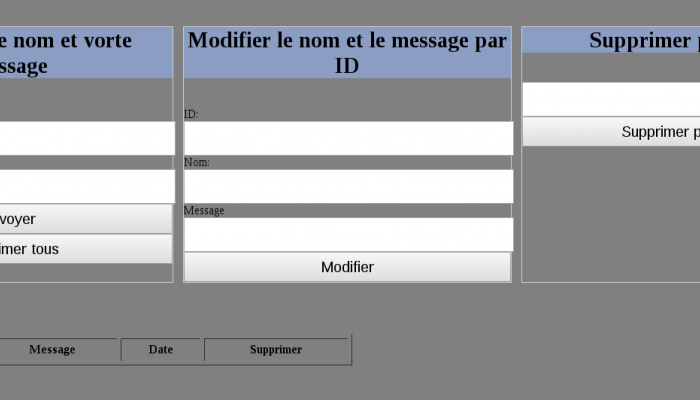 e nom et vorte
ssage
voyer
imer tous
Modifier le nom et le message par
ID
ID:
Nom:
Message
Modifier
Supprimer p
Supprimer p
Message Date Supprimer